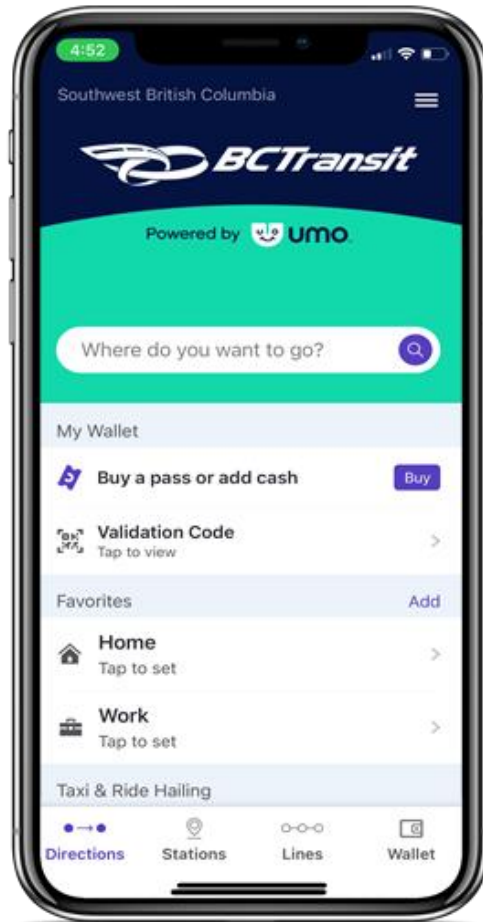 4:52
Southwest British Columbia
BCTransit
Powered by umo.
Where do you want to go?
My Wallet
Buy a pass or add cash
Buy
Validation Code
Tap to view
Favorites
Add
Home
Tap to set
Work
Tap to set
Taxi & Ride Hailing
Directions
Stations
Lines
Wallet